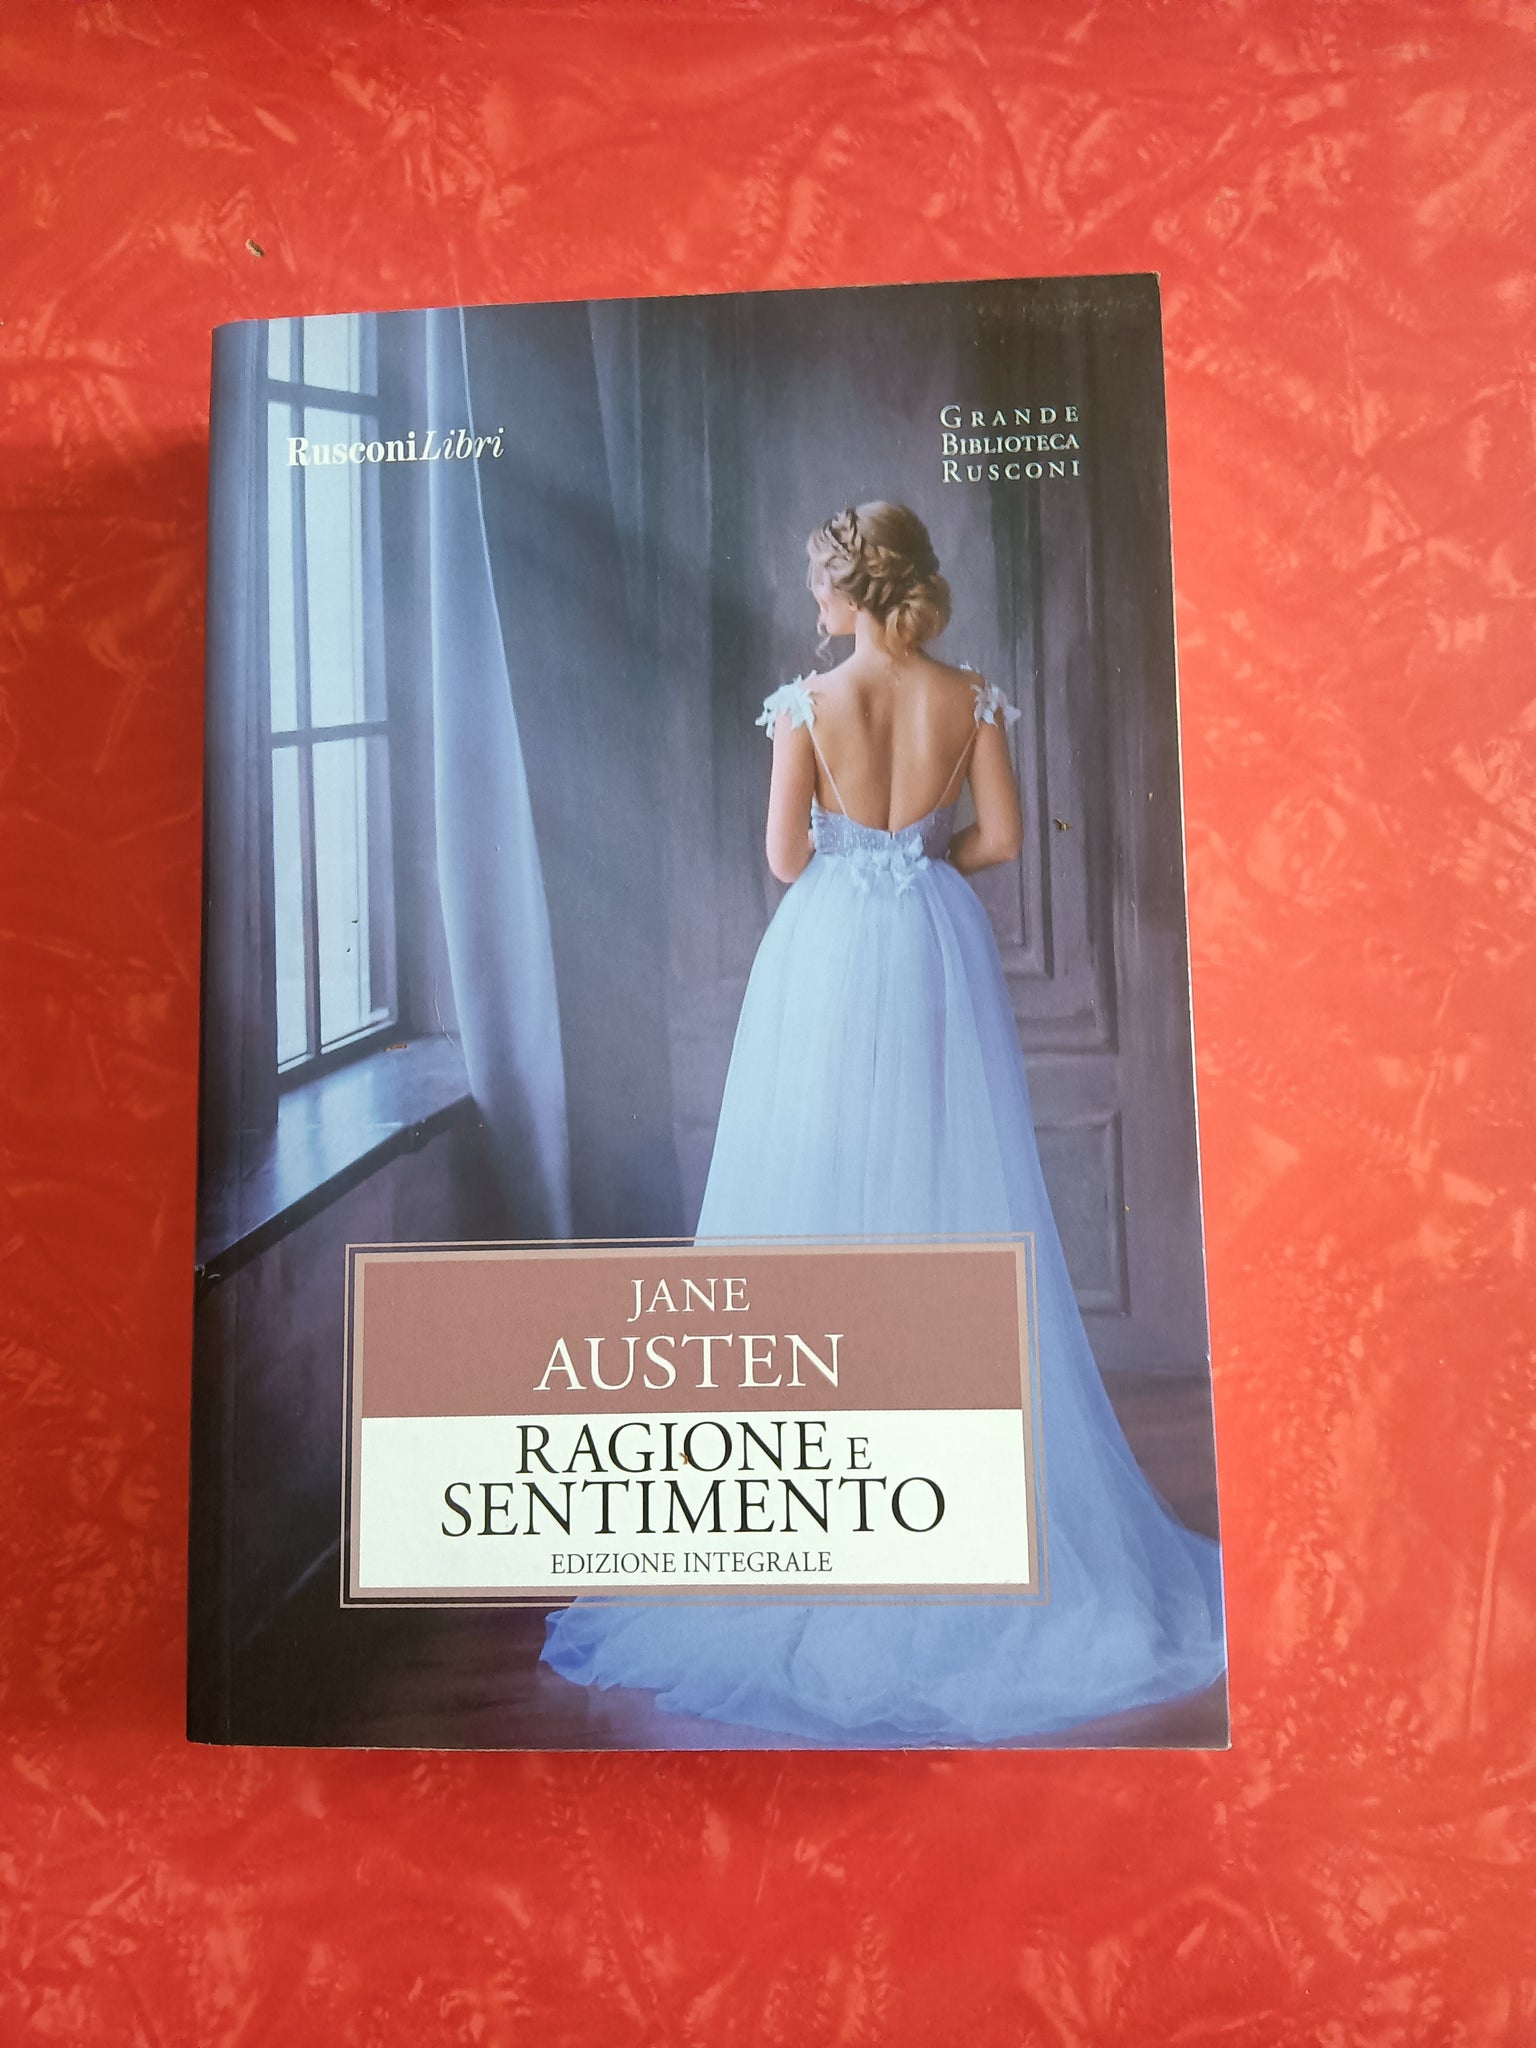 RusconiLibri
GRANDE
BIBLIOTECA
RUSCONI
JANE
AUSTEN
RAGIONE E
SENTIMENTO
EDIZIONE INTEGRALE